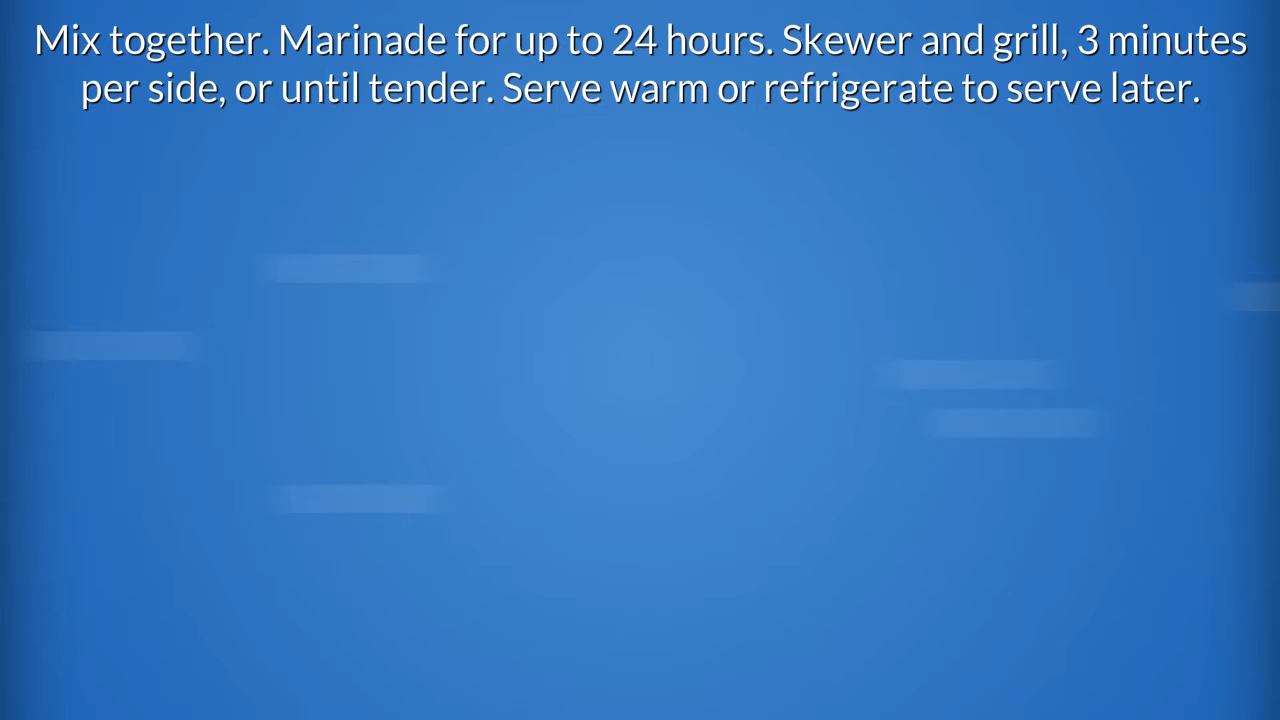 Mix together. Marinade for up to 24 hours. Skewer and grill, 3 minutes
per side, or until tender. Serve warm or refrigerate to serve later.